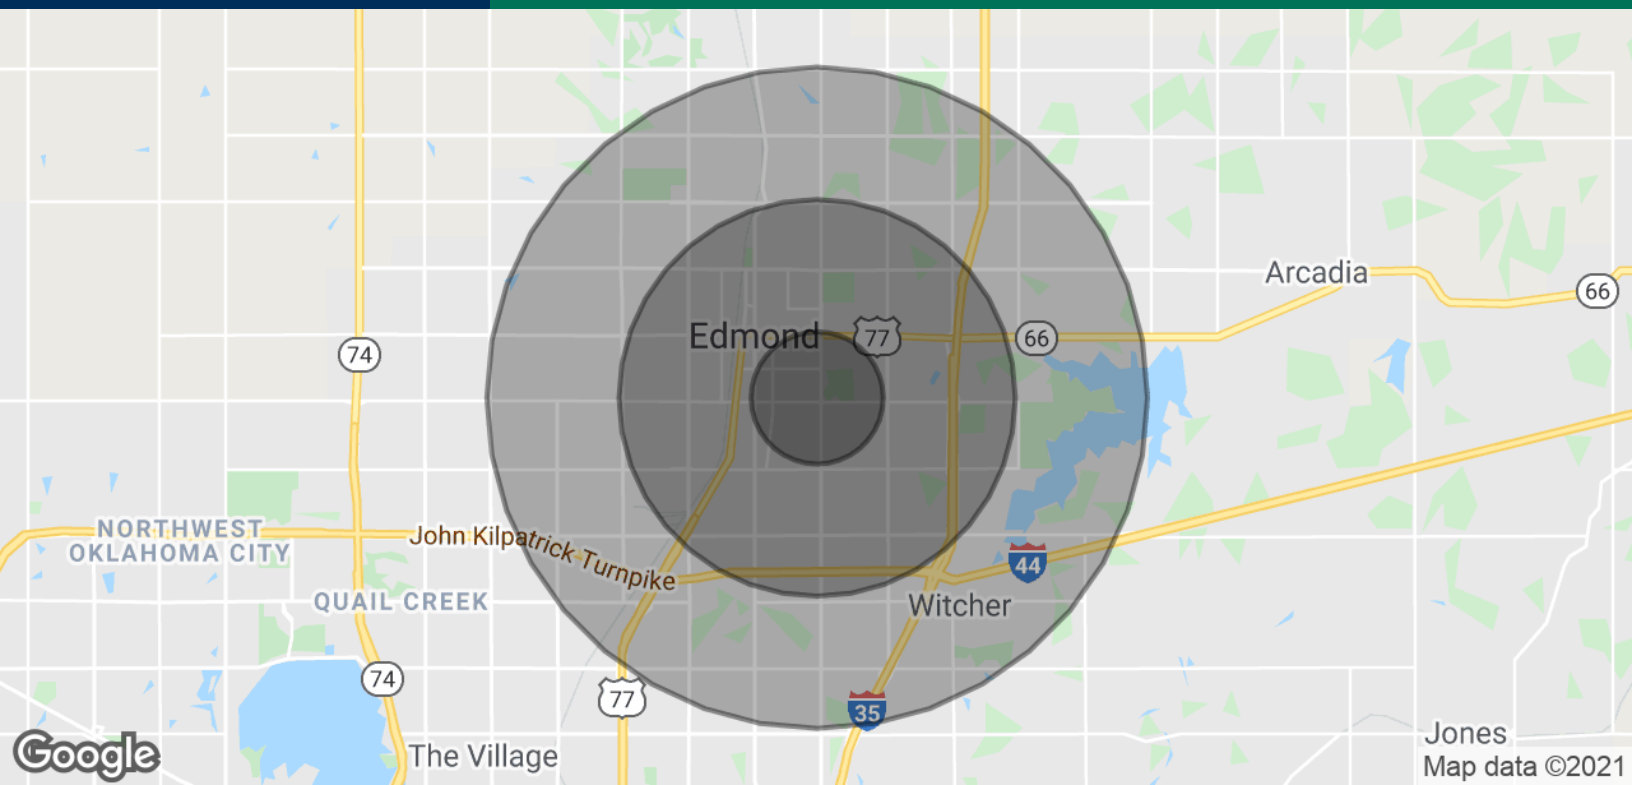 Arcadia
66
Edmond
77
66
74
NORTHWEST
OKLAHOMA CITY
John Kilpatrick Turnpike
44
QUAIL CREEK
Witcher
74
77
35
Google
The Village
Jones
Map data ©2021